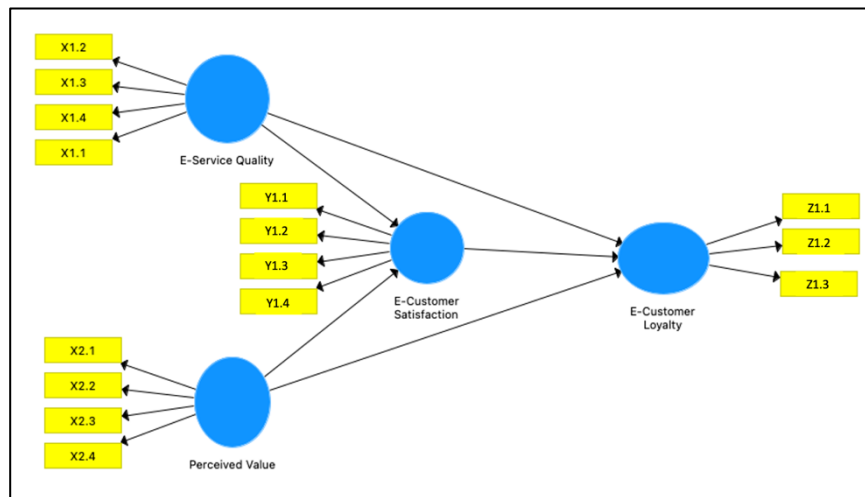 X1.2
X1.3
X1.4
X1.1
E-Service Quality
Y1.1
Y1.2
Y1.3
Y1.4
E-Customer
Satisfaction
Z1.1
Z1.2
Z1.3
E-Customer
Loyalty
X2.1
X2.2
X2.3
X2.4
Perceived Value